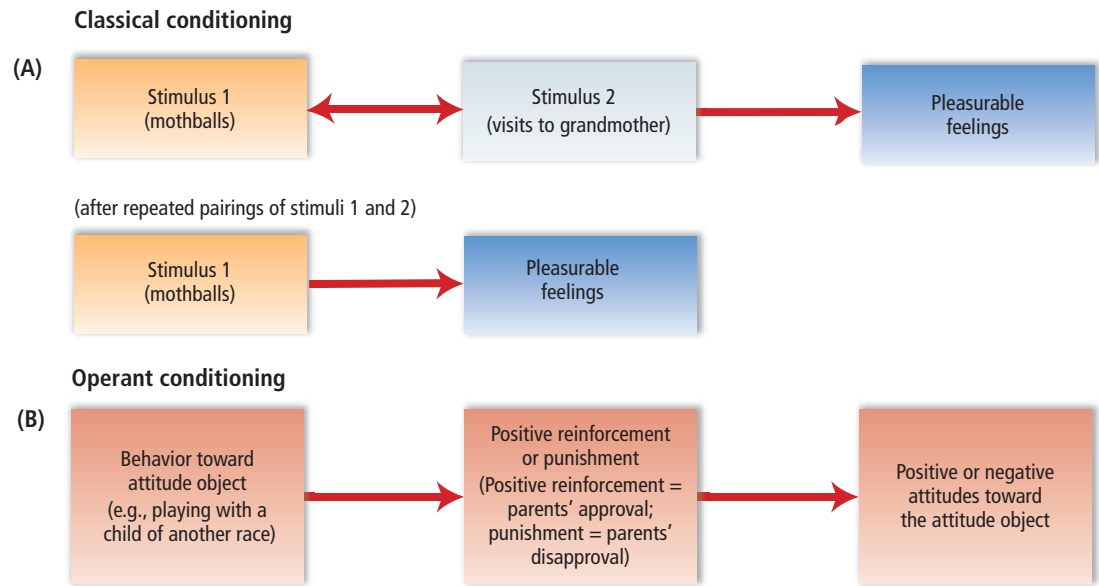 Classical conditioning
(A)
Stimulus 1
(mothballs)
Stimulus 2
(visits to grandmother)
Pleasurable
feelings
(after repeated pairings of stimuli 1 and 2)
Stimulus 1
(mothballs)
Pleasurable
feelings
Operant conditioning
(B)
Behavior toward
attitude object
(e.g., playing with a
child of another race)
Positive reinforcement
or punishment
(Positive reinforcement =
parents’ approval;
punishment = parents’
disapproval)
Positive or negative
attitudes toward
the attitude object